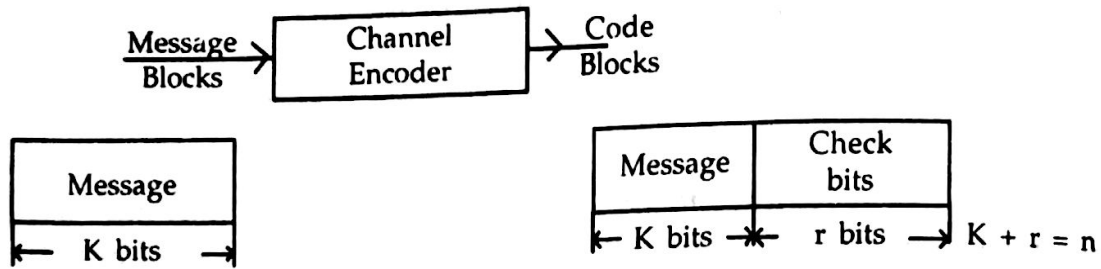 Message
Blocks
Channel
Encoder
Code
Blocks
Message
K bits
Message
Check
bits
K bits
r bits
K + r = n